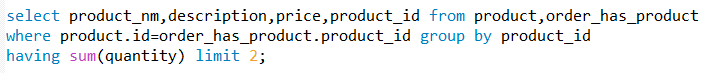 select product_nm,description,price,product_id from product,order_has_product
where product.id=order_has_product.product_id group by product_id
having sum(quantity) limit 2;